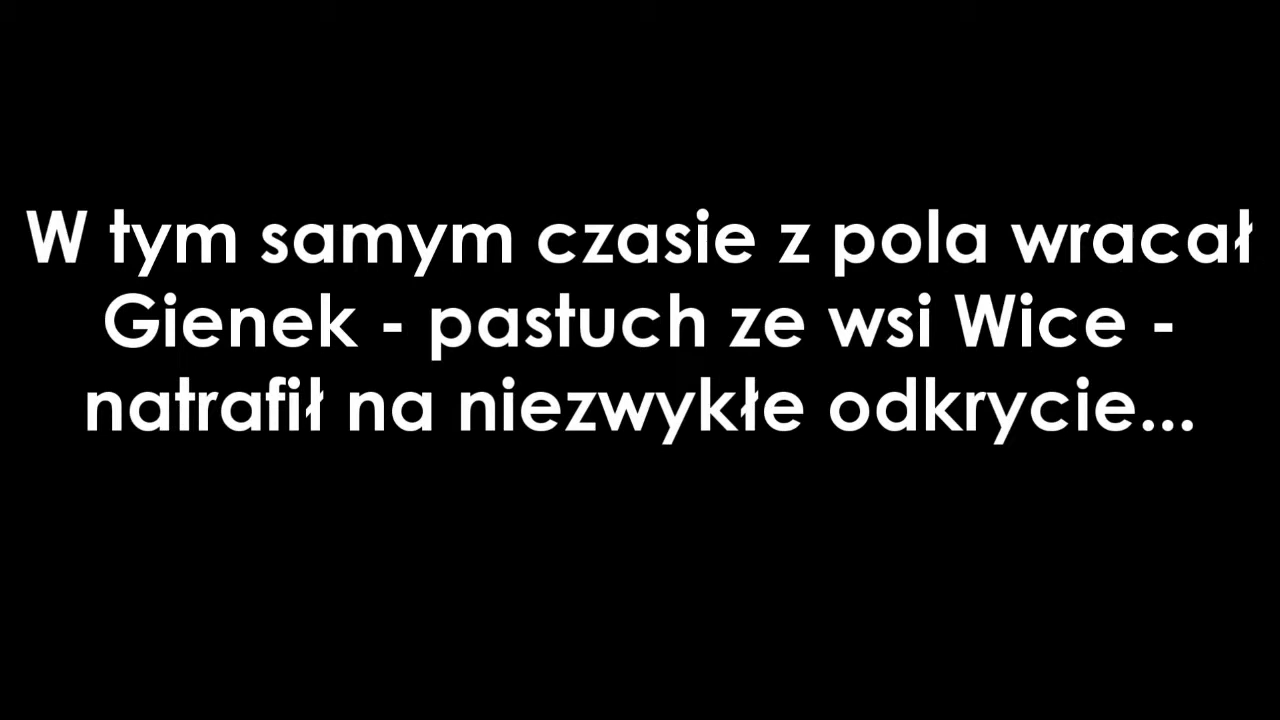 W tym samym czasie z pola wracał
Gienek - pastuch ze wsi Wice -
natrafił na niezwykłe odkrycie...